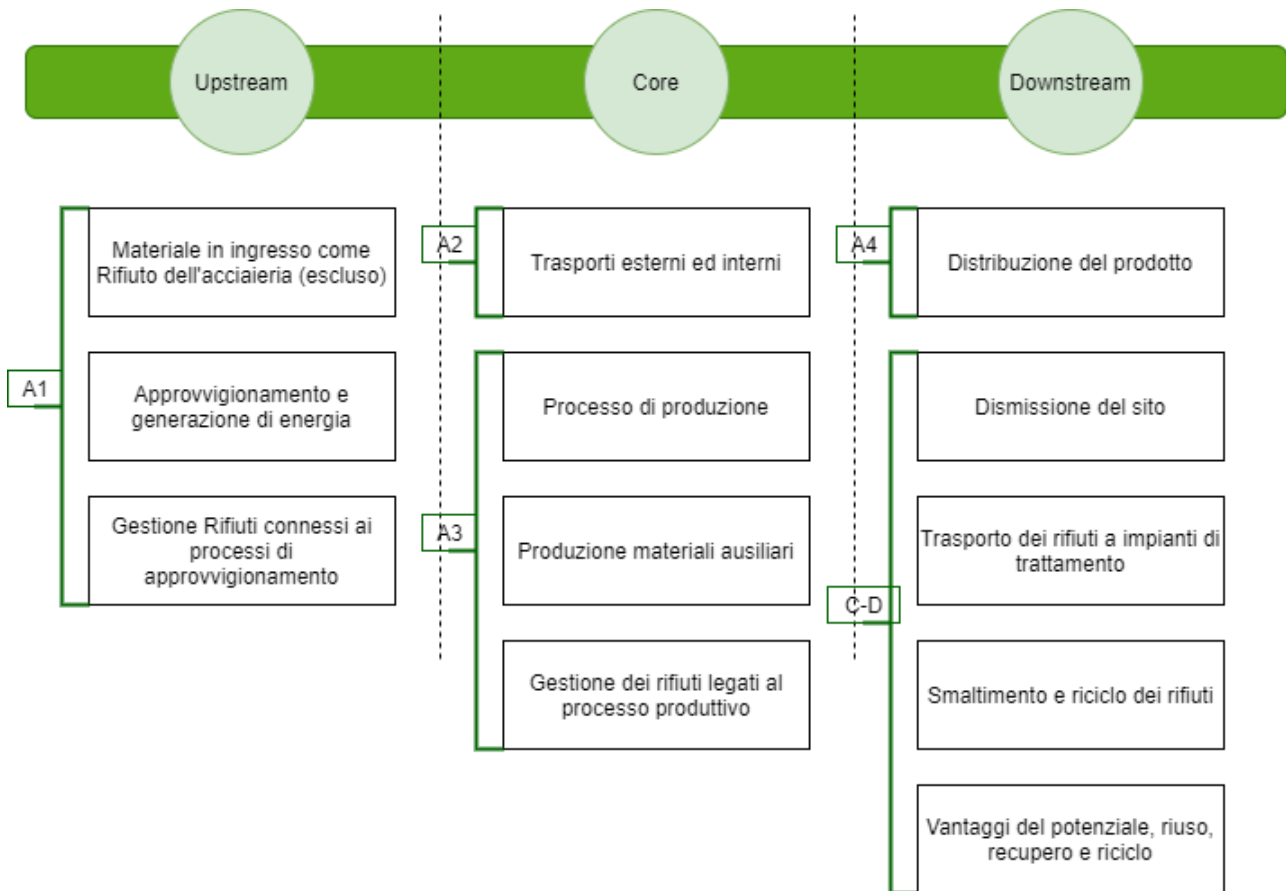 Upstream
Core
Downstream
A1
Materiale in ingresso come
Rifiuto dell'acciaieria (escluso)
Approvvigionamento e
generazione di energia
Gestione Rifiuti connessi ai
processi di
approvvigionamento
A2
Trasporti esterni ed interni
A3
Processo di produzione
Produzione materiali ausiliari
Gestione dei rifiuti legati al
processo produttivo
A4
Distribuzione del prodotto
C-D
Dismissione del sito
Trasporto dei rifiuti a impianti di
trattamento
Smaltimento e riciclo dei rifiuti
Vantaggi del potenziale, riuso,
recupero e riciclo